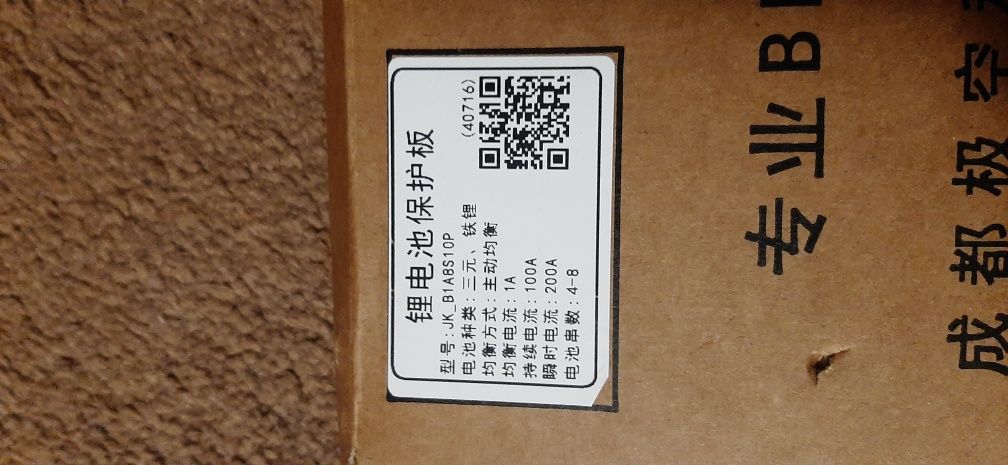 锂电池保护板
(40716)
型号:JK_B1A8S10P
电池种类:三元、铁锂
均衡方式:主动均衡
均衡电流:1A
持续电流:100A
瞬时电流:200A
电池串数:4-8
专业B
成都极空